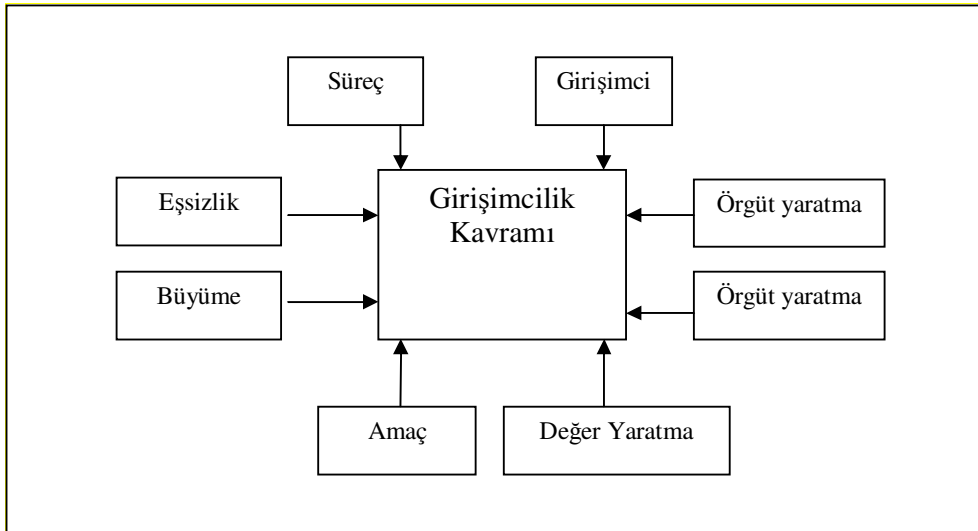 Süreç
Girişimci
Eşsizlik
Girişimcilik
Kavramı
Örgüt yaratma
Büyüme
Örgüt yaratma
Amaç
Değer Yaratma